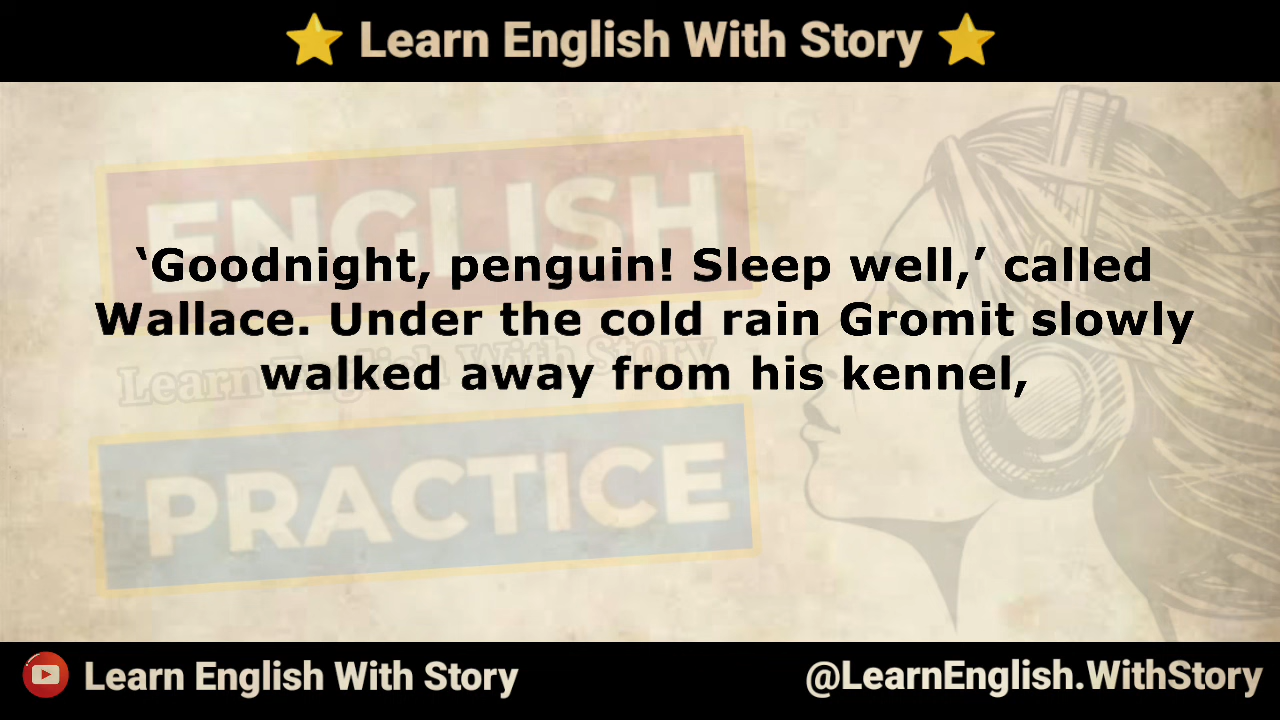 ⭐ Learn English With Story ⭐
ENGLISH
‘Goodnight, penguin! Sleep well,’ called
Wallace. Under the cold rain Gromit slowly
Learn English With Story
walked away from his kennel,
PRACTICE
Learn English With Story
@LearnEnglish.WithStory